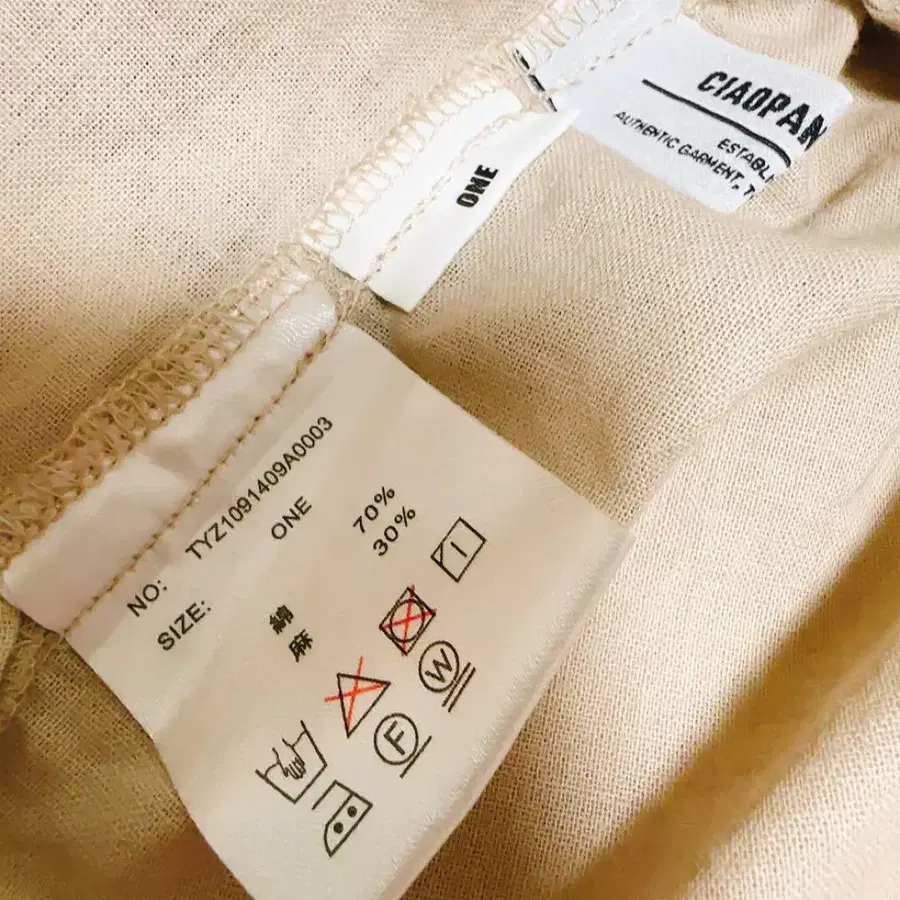 CIAOPAN
ESTABL
AUTHENTIC GARMENT, T
ONE
NO: TYZ1091409A0003
SIZE: ONE
綿 70%
麻 30%
W
F